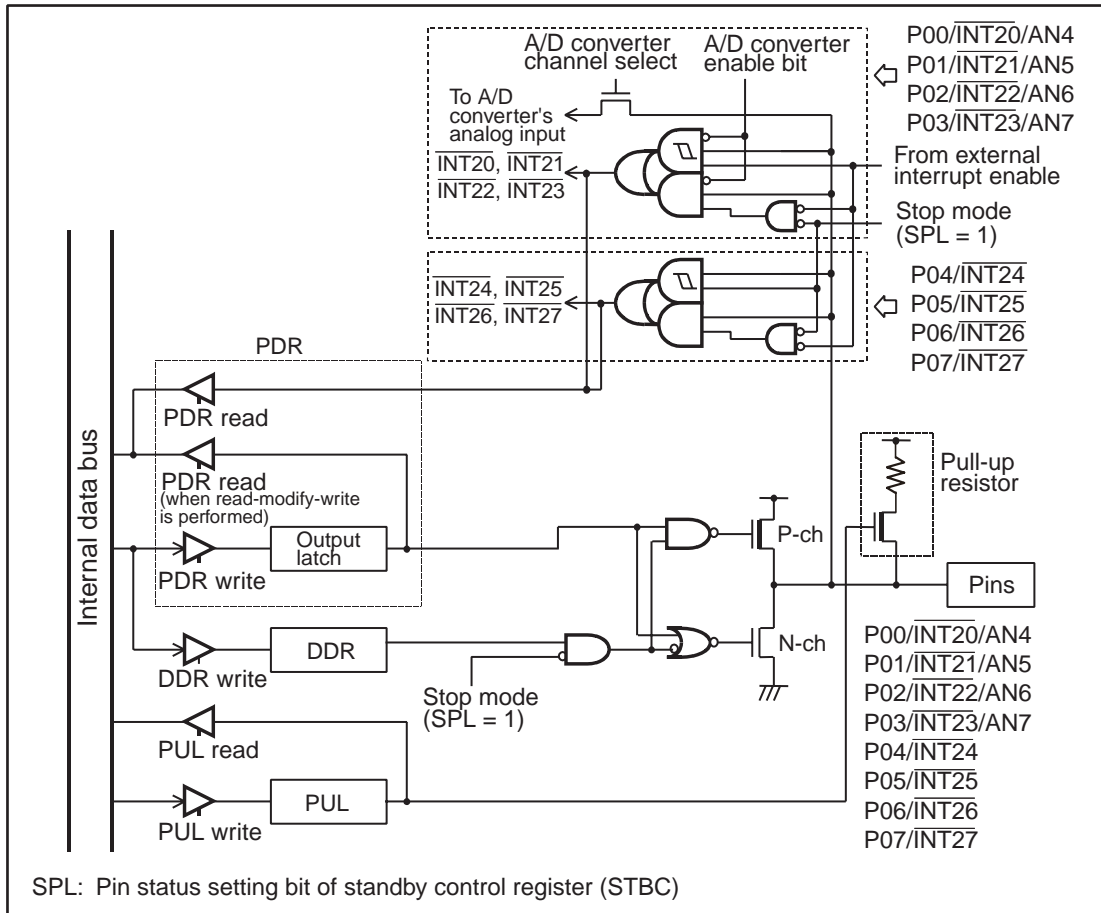 A/D converter
channel select
A/D converter
enable bit
P00/INT20/AN4
P01/INT21/AN5
P02/INT22/AN6
P03/INT23/AN7
To A/D
converter's
analog input
INT20, INT21
INT22, INT23
From external
interrupt enable
Stop mode
(SPL = 1)
INT24, INT25
INT26, INT27
P04/INT24
P05/INT25
P06/INT26
P07/INT27
Internal data bus
PDR
PDR read
PDR read
(when read-modify-write
is performed)
Output
latch
PDR write
DDR
DDR write
Stop mode
(SPL = 1)
PUL read
PUL
PUL write
P-ch
N-ch
Pull-up
resistor
Pins
P00/INT20/AN4
P01/INT21/AN5
P02/INT22/AN6
P03/INT23/AN7
P04/INT24
P05/INT25
P06/INT26
P07/INT27
SPL: Pin status setting bit of standby control register (STBC)